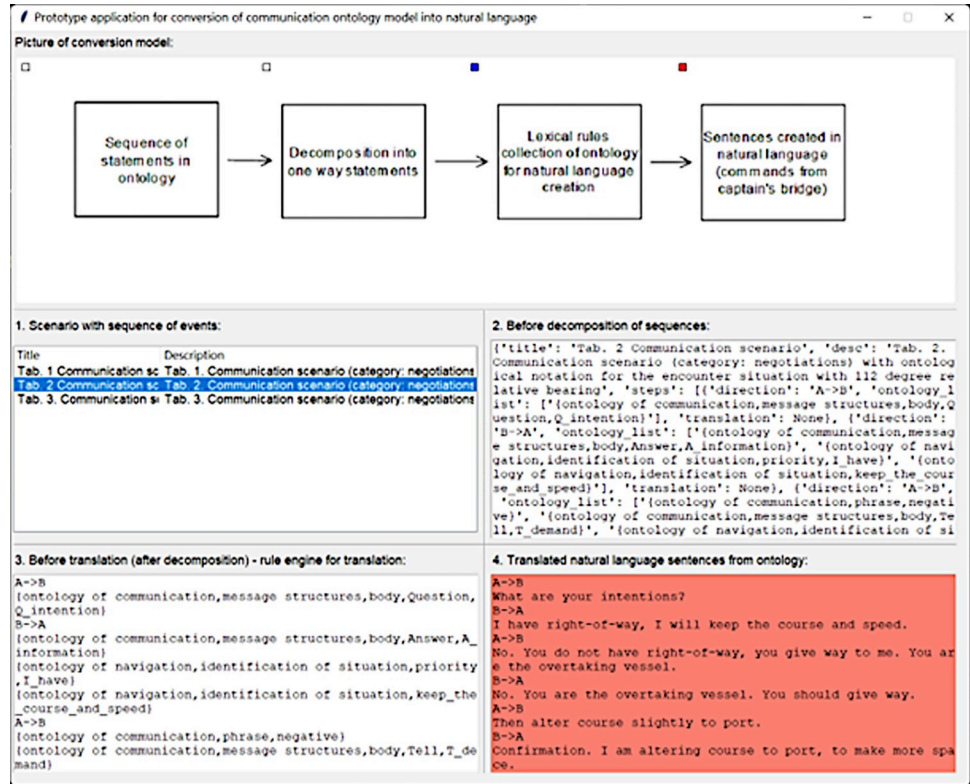 Prototype application for conversion of communication ontology model into natural language
Picture of conversion model:
Sequence of
statements in
ontology
Decomposition into
one way statements
Lexical rules
collection of ontology
for natural language
creation
Sentences created in
natural language
(commands from
captain's bridge)
1. Scenario with sequence of events:
Title Description
Tab. 1 Communication sc Tab. 1. Communication scenario (category: negotiations
Tab. 2 Communication sc Tab. 2. Communication scenario (category: negotiations
Tab. 3. Communication s Tab. 3. Communication scenario (category: negotiations
2. Before decomposition of sequences:
{'title': 'Tab. 2 Communication scenario', 'desc': 'Tab. 2.
Communication scenario (category: negotiations) with ontolog
ical notation for the encounter situation with 112 degree re
lative bearing', 'steps': [{'direction': 'A->B', 'ontology_l
ist': ['{ontology of communication,message structures,body,Q
uestion,Q_intention}'], 'translation': None}, {'direction':
'B->A', 'ontology_list': ['{ontology of communication,messag
e structures,body,Answer,A_information}', '{ontology of navi
gation,identification of situation,priority,I_have}', '{onto
logy of navigation,identification of situation,keep_the_cour
se_and_speed}'], 'translation': None}, {'direction': 'A->B',
'ontology_list': ['{ontology of communication,phrase,negati
ve}', '{ontology of communication,message structures,body,Te
ll,T_demand}', '{ontology of navigation,identification of si
3. Before translation (after decomposition) - rule engine for translation:
A->B
{ontology of communication,message structures,body,Question,
Q_intention}
B->A
{ontology of communication,message structures,body,Answer,A_
information}
{ontology of navigation,identification of situation,priority
,I_have}
{ontology of navigation,identification of situation,keep_the
_course_and_speed}
A->B
{ontology of communication,phrase,negative}
{ontology of communication,message structures,body,Tell,T_de
mand}
4. Translated natural language sentences from ontology:
A->B
What are your intentions?
B->A
I have right-of-way, I will keep the course and speed.
A->B
No. You do not have right-of-way, you give way to me. You ar
e the overtaking vessel.
B->A
No. You are the overtaking vessel. You should give way.
A->B
Then alter course slightly to port.
B->A
Confirmation. I am altering course to port, to make more spa
ce.